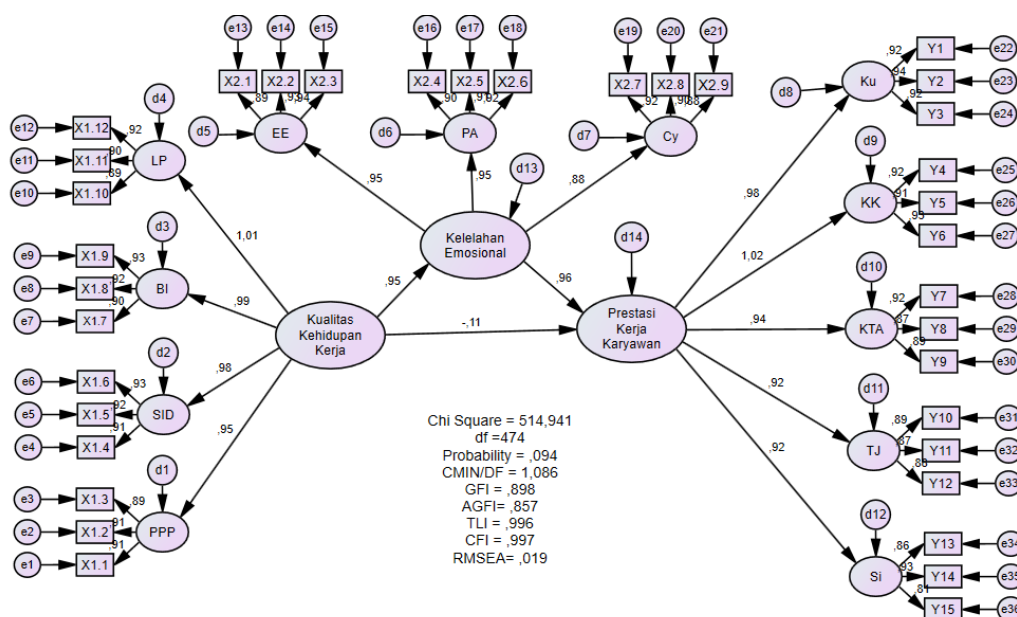 e13 e14 e15 e16 e17 e18 e19 e20 e21
X2.1 X2.2 X2.3 X2.4 X2.5 X2.6 X2.7 X2.8 X2.9
,89 ,94 ,90 ,92 ,92 ,88
d5 EE d6 PA d7 Cy
,95 ,95 ,88
d13
Kelelahan
Emosional
d4
e12 X1.12 ,92
e11 X1.11 ,90 LP
e10 X1.10 ,89
1,01
d3
e9 X1.9 ,93
e8 X1.8 ,92 BI
e7 X1.7 ,90
,99
d2
e6 X1.6 ,93
e5 X1.5 ,92 SID
e4 X1.4 ,91
,98
d1
e3 X1.3 ,89
e2 X1.2 ,91 PPP
e1 X1.1 ,91
,95
Kualitas
Kehidupan
Kerja
,95 ,96
-,11
d14
Prestasi
Kerja
Karyawan
Chi Square = 514,941
df =474
Probability = ,094
CMIN/DF = 1,086
GFI = ,898
AGFI= ,857
TLI = ,996
CFI = ,997
RMSEA= ,019
,98
d8 Ku
,92 Y1 e22
,94 Y2 e23
,92 Y3 e24
1,02
d9
KK
,92 Y4 e25
,91 Y5 e26
,93 Y6 e27
,94
d10
KTA
,92 Y7 e28
,87 Y8 e29
,89 Y9 e30
,92
d11
TJ
,89 Y10 e31
,87 Y11 e32
,88 Y12 e33
,92
d12
Si
,86 Y13 e34
,93 Y14 e35
,81 Y15 e36